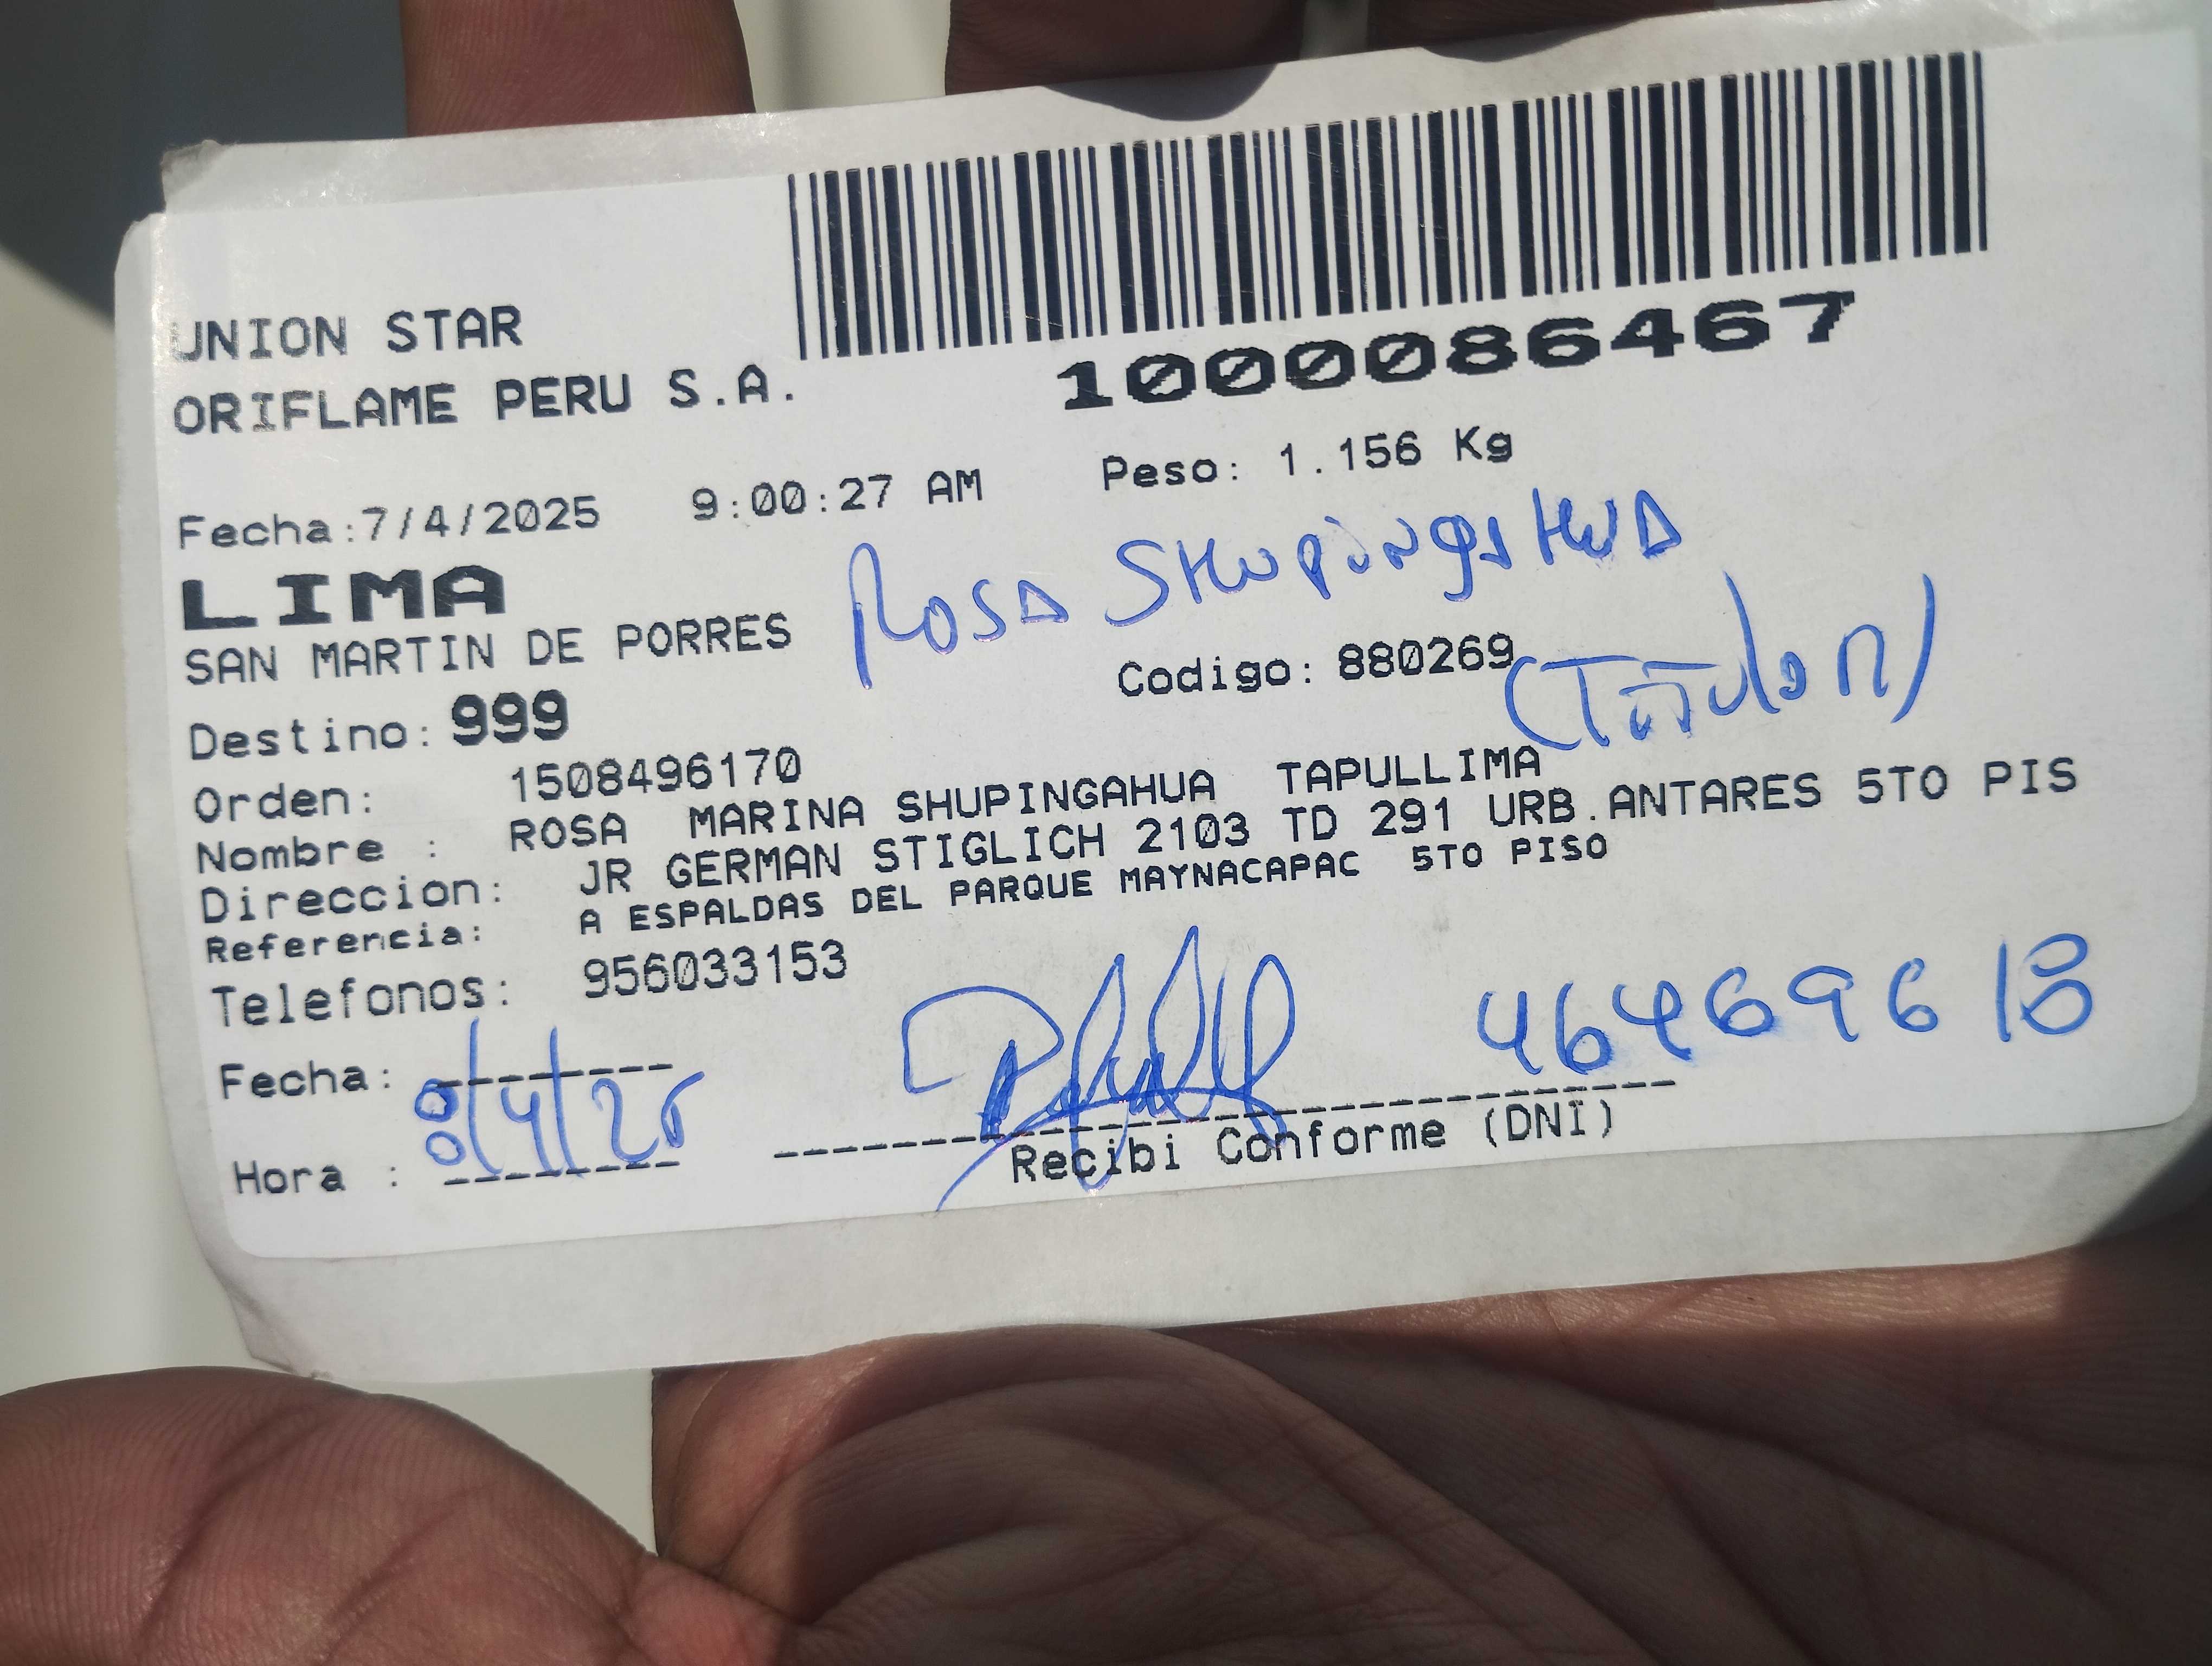 UNION STAR
ORIFLAME PERU S.A.
1000086467
Fecha:7/4/2025 9:00:27 AM Peso: 1.156 Kg
LIMA
ROSA SHUPINGAHUA
SAN MARTIN DE PORRES
Codigo: 880269
(Titular)
Destino: 999
Orden: 1508496170
Nombre : ROSA MARINA SHUPINGAHUA TAPULLIMA
Direccion: JR GERMAN STIGLICH 2103 TD 291 URB.ANTARES 5TO PIS
Referencia: A ESPALDAS DEL PARQUE MAYNACAPAC 5TO PISO
Telefonos: 956033153
Fecha: 8/4/25
Hora :
Recibi Conforme (DNI)